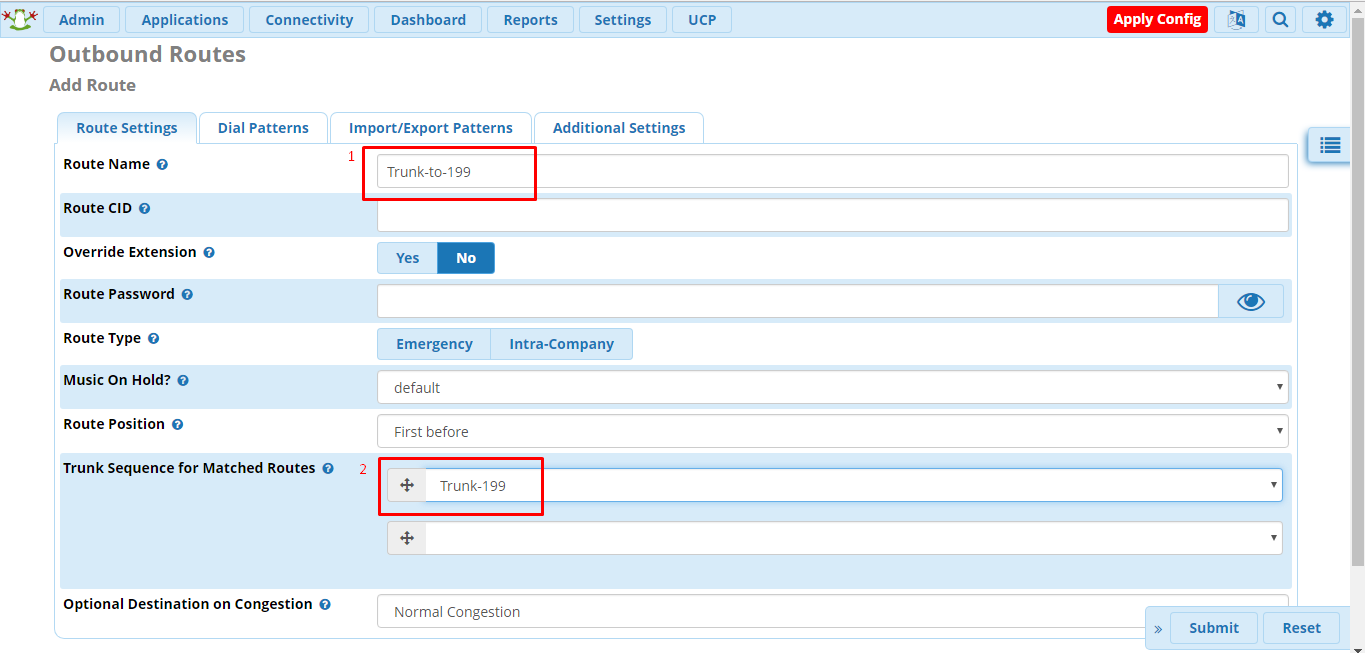 Admin Applications Connectivity Dashboard Reports Settings UCP Apply Config
Outbound Routes
Add Route
Route Settings Dial Patterns Import/Export Patterns Additional Settings
Route Name 1 Trunk-to-199
Route CID
Override Extension Yes No
Route Password
Route Type Emergency Intra-Company
Music On Hold? default
Route Position First before
Trunk Sequence for Matched Routes 2 Trunk-199
Optional Destination on Congestion Normal Congestion
» Submit Reset